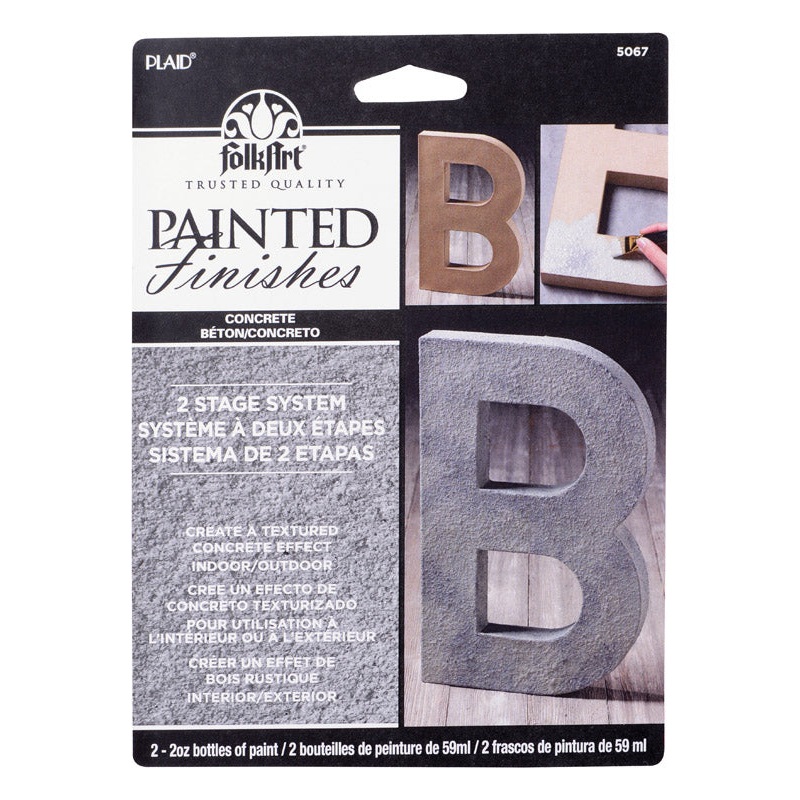 PLAID®
5067
FolkArt®
TRUSTED QUALITY
PAINTED
Finishes
CONCRETE
BÉTON/CONCRETO
2 STAGE SYSTEM
SYSTÈME À DEUX ÉTAPES
SISTEMA DE 2 ETAPAS
CREATE A TEXTURED
CONCRETE EFFECT
INDOOR/OUTDOOR
CREE UN EFECTO DE
CONCRETO TEXTURIZADO
POUR UTILISATION À
L'INTÉRIEUR OU À L'EXTÉRIEUR
CRÉER UN EFFET DE
BOIS RUSTIQUE
INTERIOR/EXTERIOR
B
B
2 - 2oz bottles of paint / 2 bouteilles de peinture de 59ml / 2 frascos de pintura de 59 ml